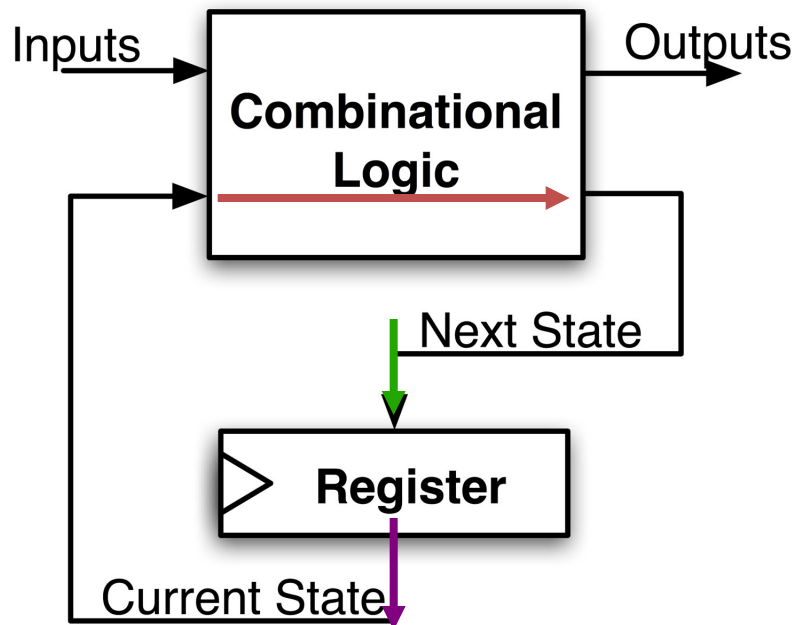 Inputs
Outputs
Combinational
Logic
Next State
Register
Current State